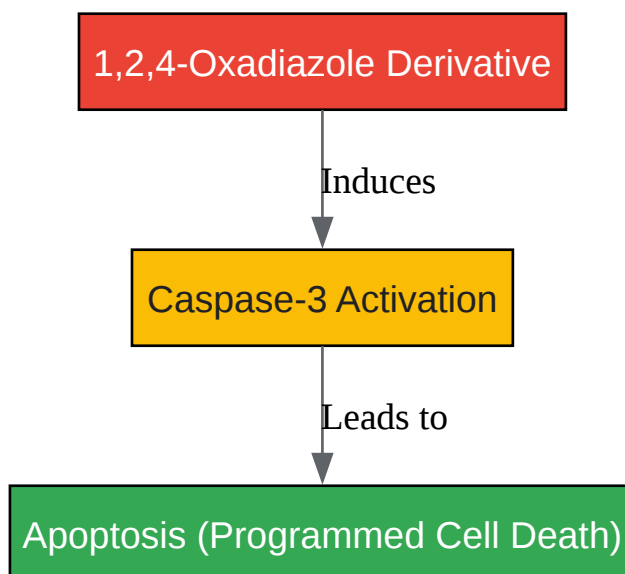 1,2,4-Oxadiazole Derivative
Induces
Caspase-3 Activation
Leads to
Apoptosis (Programmed Cell Death)